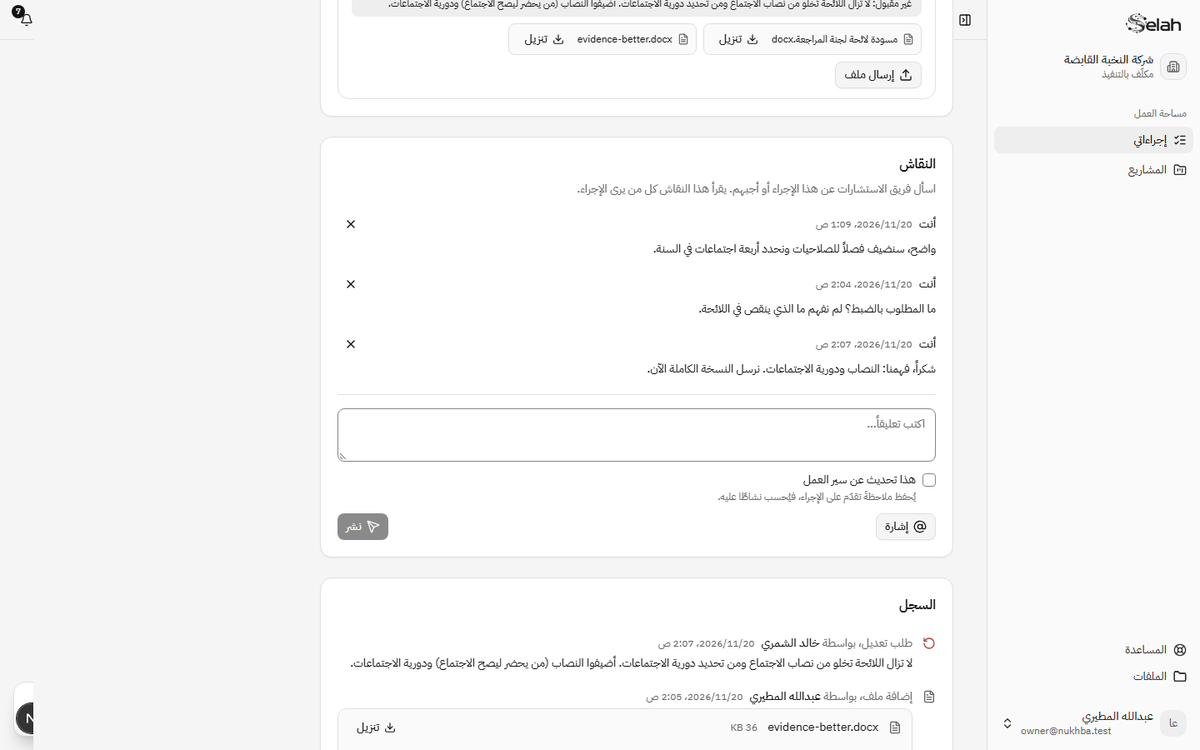 Selah
شركة النخبة القابضة
مكلّف بالتنفيذ
مساحة العمل
إجراءاتي
المشاريع
المساعدة
الملفات
عا
عبدالله المطيري
owner@nukhba.test
7
غير مقبول: لا تزال اللائحة تخلو من نصاب الاجتماع ومن تحديد دورية الاجتماعات. أضيفوا النصاب (من يحضر ليصح الاجتماع) ودورية الاجتماعات.
مسودة لائحة لجنة المراجعة.docx تنزيل
evidence-better.docx تنزيل
إرسال ملف
النقاش
اسأل فريق الاستشارات عن هذا الإجراء أو أجبهم. يقرأ هذا النقاش كل من يرى الإجراء.
أنت 2026/11/20، 1:09 ص
واضح، سنضيف فصلاً للصلاحيات ونحدد أربعة اجتماعات في السنة.
أنت 2026/11/20، 2:04 ص
ما المطلوب بالضبط؟ لم نفهم ما الذي ينقص في اللائحة.
أنت 2026/11/20، 2:07 ص
شكراً، فهمنا: النصاب ودورية الاجتماعات. نرسل النسخة الكاملة الآن.
اكتب تعليقاً...
هذا تحديث عن سير العمل
يُحفظ ملاحظةَ تقدّم على الإجراء، فيُحسب نشاطًا عليه.
إشارة
نشر
السجل
طلب تعديل، بواسطة خالد الشمري 2026/11/20، 2:07 ص
لا تزال اللائحة تخلو من نصاب الاجتماع ومن تحديد دورية الاجتماعات. أضيفوا النصاب (من يحضر ليصح الاجتماع) ودورية الاجتماعات.
إضافة ملف، بواسطة عبدالله المطيري 2026/11/20، 2:05 ص
evidence-better.docx 36 KB تنزيل
N